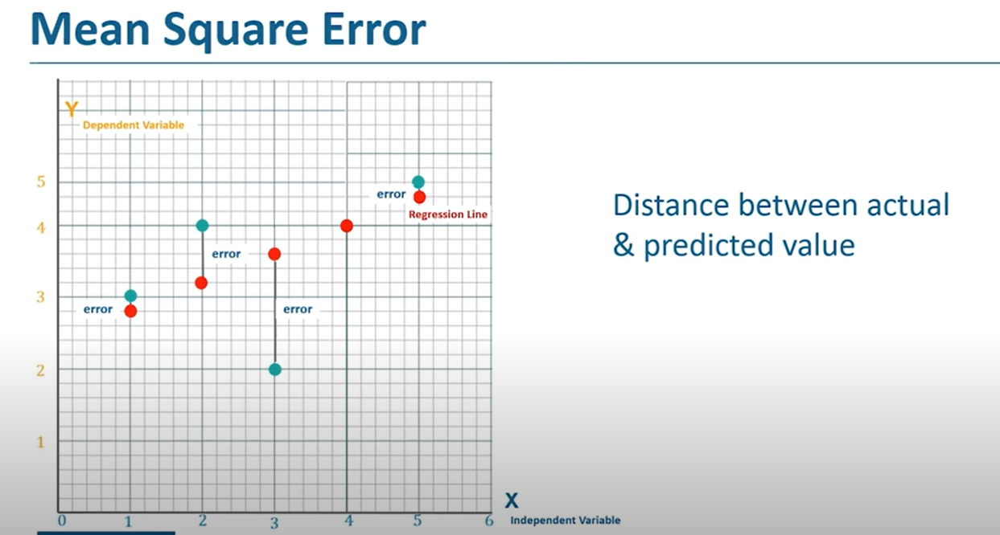 Mean Square Error
Y
Dependent Variable
5
error
Regression Line
Distance between actual
& predicted value
4
error
3
error
error
2
1
X
0 1 2 3 4 5 6 Independent Variable